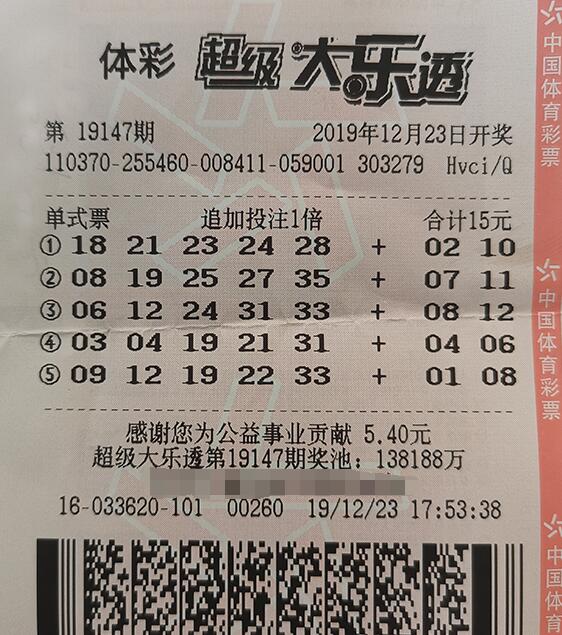 体彩 超级大乐透
第 19147期 2019年12月23日开奖
110370-255460-008411-059001 303279 Hvci/Q
单式票 追加投注1倍 合计15元
① 18 21 23 24 28 + 02 10
② 08 19 25 27 35 + 07 11
③ 06 12 24 31 33 + 08 12
④ 03 04 19 21 31 + 04 06
⑤ 09 12 19 22 33 + 01 08
感谢您为公益事业贡献 5.40元
超级大乐透第19147期奖池：138188万
16-033620-101 00260 19/12/23 17:53:38
中国体育彩票
中国体育彩票
中国体育